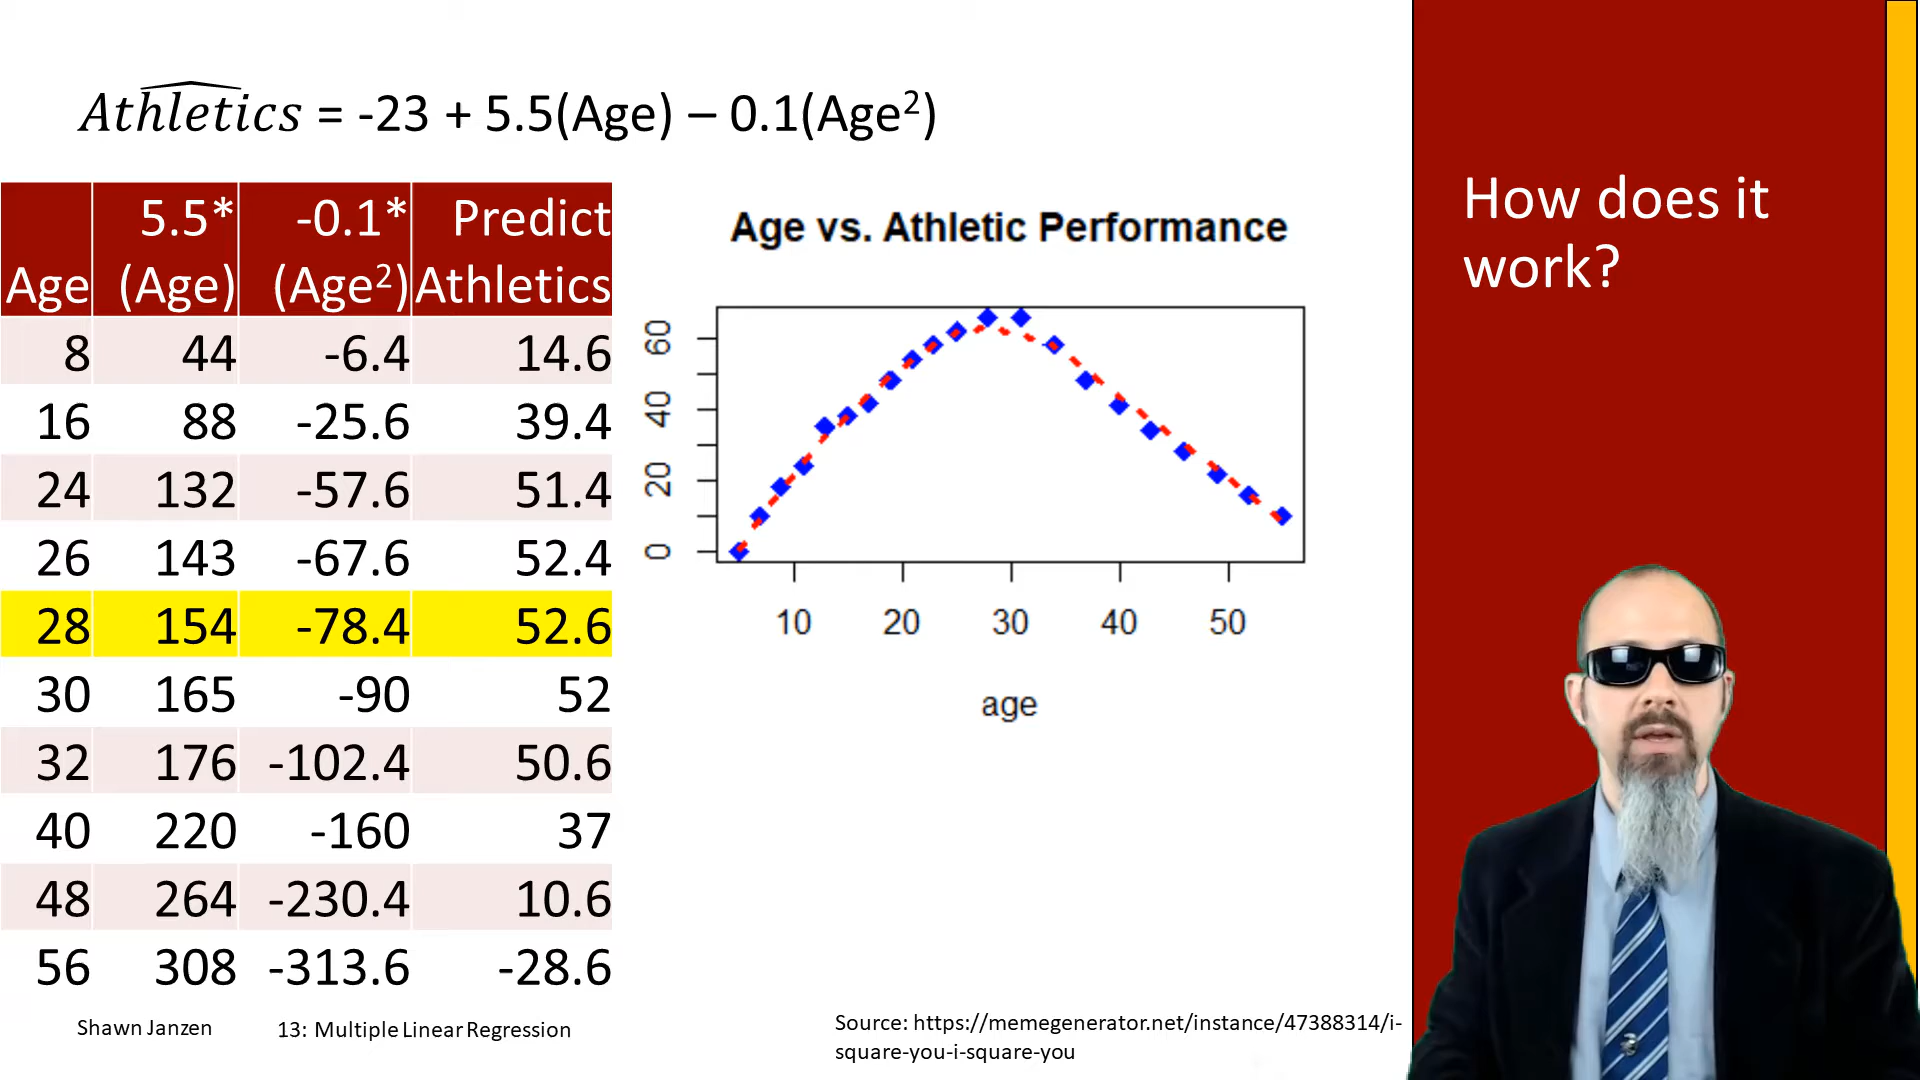 Athletics = -23 + 5.5(Age) – 0.1(Age²)
Age 5.5* (Age) -0.1* (Age²) Predict Athletics
8 44 -6.4 14.6
16 88 -25.6 39.4
24 132 -57.6 51.4
26 143 -67.6 52.4
28 154 -78.4 52.6
30 165 -90 52
32 176 -102.4 50.6
40 220 -160 37
48 264 -230.4 10.6
56 308 -313.6 -28.6
Age vs. Athletic Performance
60
40
20
0
10 20 30 40 50
age
How does it
work?
Shawn Janzen
13: Multiple Linear Regression
Source: https://memegenerator.net/instance/47388314/i-
square-you-i-square-you